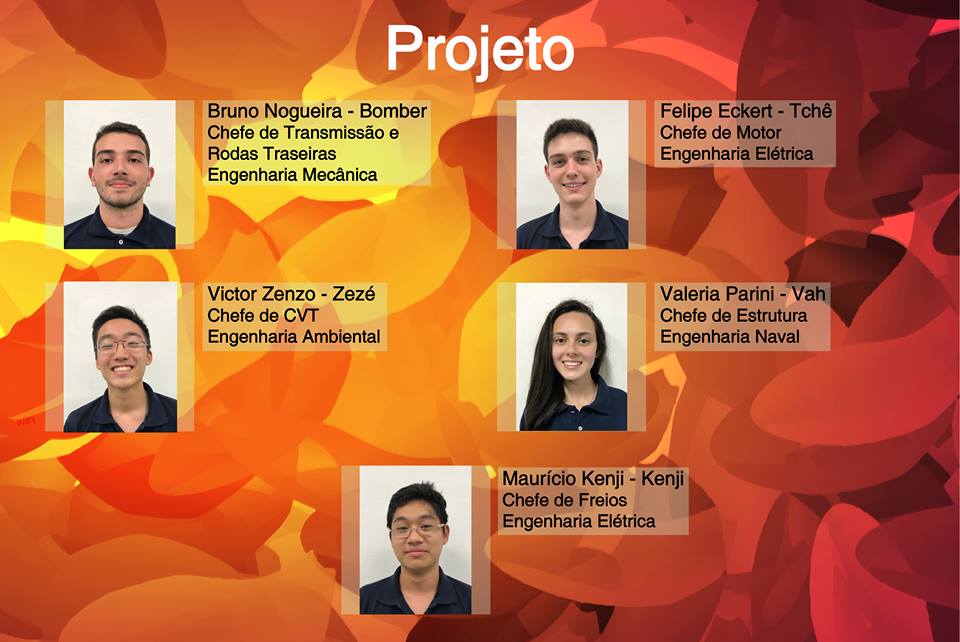 Projeto
Bruno Nogueira - Bomber
Chefe de Transmissão e
Rodas Traseiras
Engenharia Mecânica
Felipe Eckert - Tchê
Chefe de Motor
Engenharia Elétrica
Victor Zenzo - Zezé
Chefe de CVT
Engenharia Ambiental
Valeria Parini - Vah
Chefe de Estrutura
Engenharia Naval
Maurício Kenji - Kenji
Chefe de Freios
Engenharia Elétrica